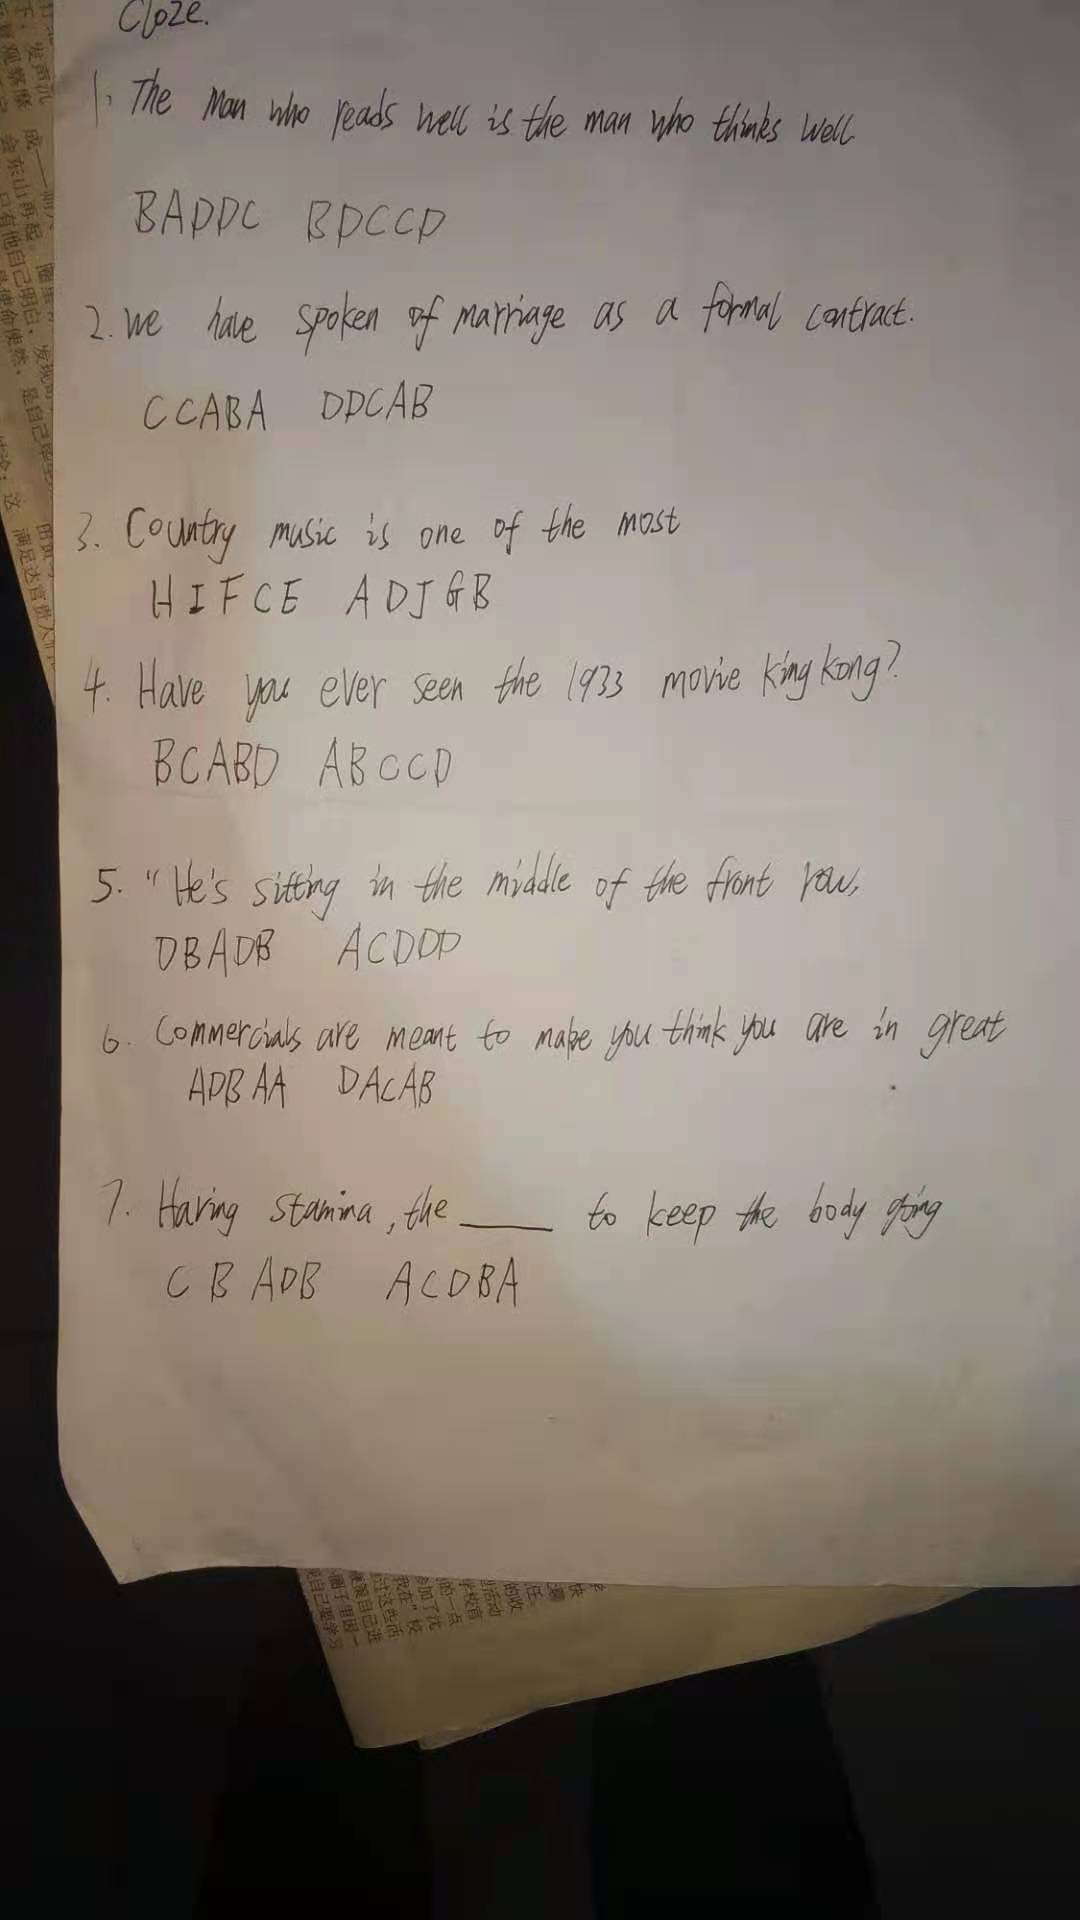 Cloze.
1. The man who reads well is the man who thinks well
BADDC BDCCD
2. We have spoken of marriage as a formal contract.
CCABA DDCAB
3. Country music is one of the most
HIFCE ADJGB
4. Have you ever seen the 1933 movie King Kong?
BCABD ABCCD
5. "He's sitting in the middle of the front row,
DBADB ACDDD
6. Commercials are meant to make you think you are in great
ADBAA DACAB
7. Having stamina, the ____ to keep the body going
CBADB ACDBA